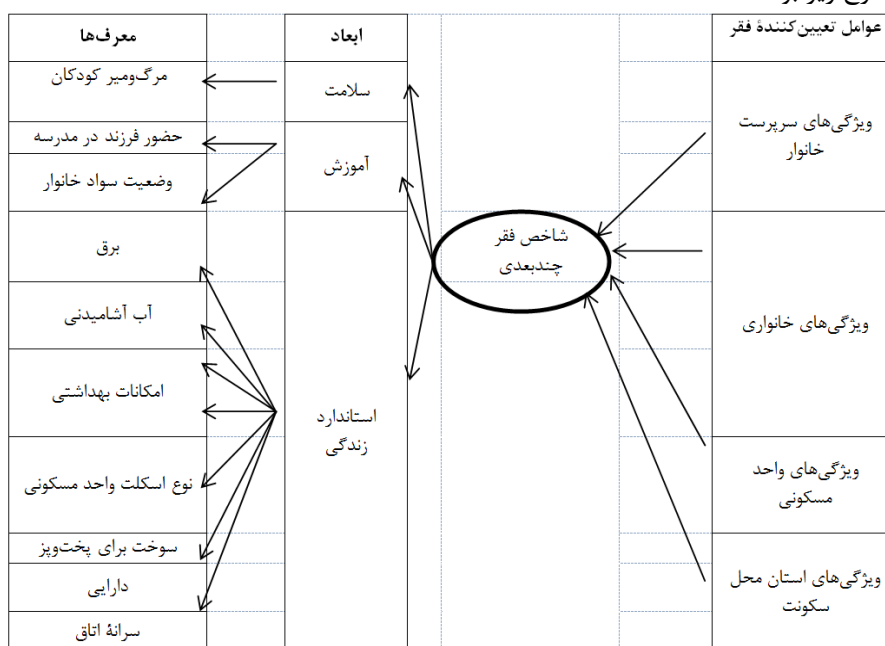 عوامل تعیین‌کنندۀ فقر
ابعاد
معرف‌ها
ویژگی‌های سرپرست
خانوار
ویژگی‌های خانواری
ویژگی‌های واحد
مسکونی
ویژگی‌های استان محل
سکونت
شاخص فقر
چندبعدی
سلامت
آموزش
استاندارد
زندگی
مرگ‌ومیر کودکان
حضور فرزند در مدرسه
وضعیت سواد خانوار
برق
آب آشامیدنی
امکانات بهداشتی
نوع اسکلت واحد مسکونی
سوخت برای پخت‌وپز
دارایی
سرانۀ اتاق